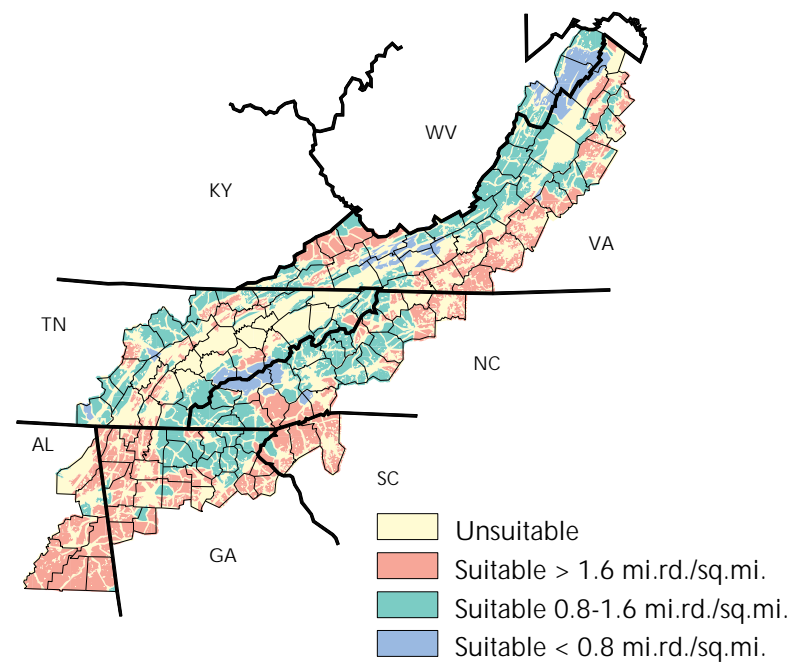 WV
KY
VA
TN
NC
AL
SC
GA
Unsuitable
Suitable > 1.6 mi.rd./sq.mi.
Suitable 0.8-1.6 mi.rd./sq.mi.
Suitable < 0.8 mi.rd./sq.mi.